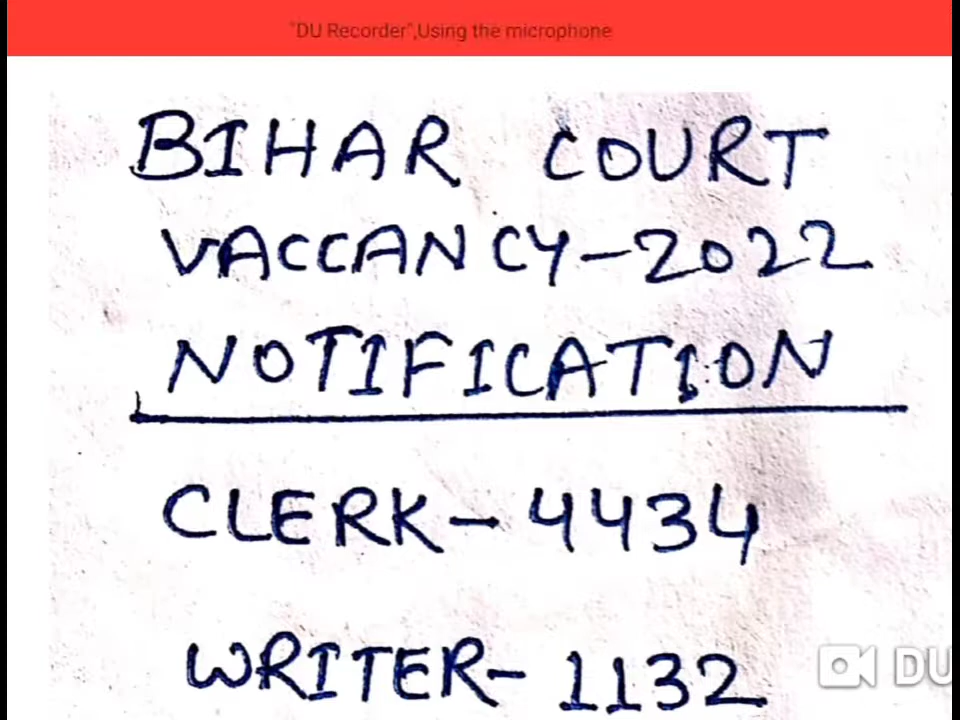 "DU Recorder",Using the microphone
BIHAR COURT
VACCANCY-2022
NOTIFICATION
CLERK-4434
WRITER-1132
DU